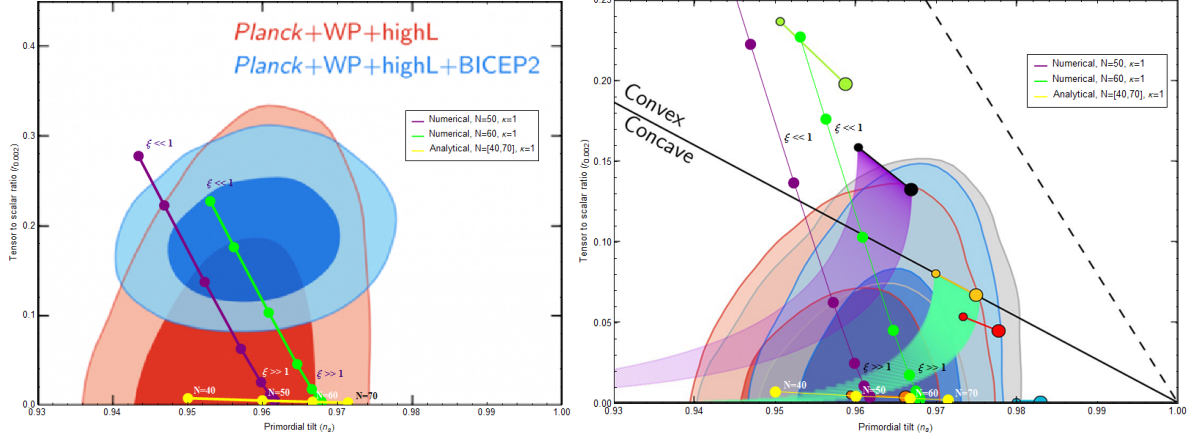 Planck+WP+highL
Planck+WP+highL+BICEP2
Numerical, N=50, κ=1
Numerical, N=60, κ=1
Analytical, N=[40,70], κ=1
ξ << 1
ξ << 1
ξ >> 1
ξ >> 1
N=40
N=50
N=60
N=70
Tensor to scalar ratio (r0.002)
0.0
0.1
0.2
0.3
0.4
0.93
0.94
0.95
0.96
0.97
0.98
0.99
1.00
Primordial tilt (ns)
Numerical, N=50, κ=1
Numerical, N=60, κ=1
Analytical, N=[40,70], κ=1
Convex
Concave
ξ << 1
ξ << 1
ξ >> 1
ξ >> 1
N=40
N=50
N=60
N=70
Tensor to scalar ratio (r0.002)
0.00
0.05
0.10
0.15
0.20
0.25
0.93
0.94
0.95
0.96
0.97
0.98
0.99
1.00
Primordial tilt (ns)